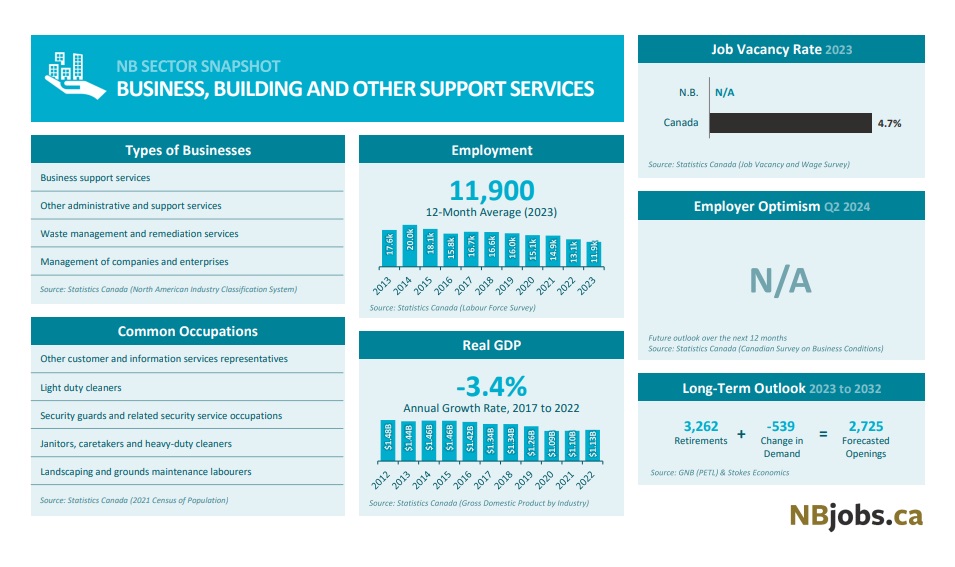 NB SECTOR SNAPSHOT
BUSINESS, BUILDING AND OTHER SUPPORT SERVICES
Types of Businesses
Business support services
Other administrative and support services
Waste management and remediation services
Management of companies and enterprises
Source: Statistics Canada (North American Industry Classification System)
Common Occupations
Other customer and information services representatives
Light duty cleaners
Security guards and related security service occupations
Janitors, caretakers and heavy-duty cleaners
Landscaping and grounds maintenance labourers
Source: Statistics Canada (2021 Census of Population)
Employment
11,900
12-Month Average (2023)
17.6k 20.0k 18.1k 15.8k 16.7k 16.6k 16.0k 15.1k 14.9k 13.1k 11.9k
2013 2014 2015 2016 2017 2018 2019 2020 2021 2022 2023
Source: Statistics Canada (Labour Force Survey)
Real GDP
-3.4%
Annual Growth Rate, 2017 to 2022
$1.48B $1.44B $1.46B $1.46B $1.42B $1.34B $1.34B $1.26B $1.09B $1.10B $1.13B
2012 2013 2014 2015 2016 2017 2018 2019 2020 2021 2022
Source: Statistics Canada (Gross Domestic Product by Industry)
Job Vacancy Rate 2023
N.B. N/A
Canada 4.7%
Source: Statistics Canada (Job Vacancy and Wage Survey)
Employer Optimism Q2 2024
N/A
Future outlook over the next 12 months
Source: Statistics Canada (Canadian Survey on Business Conditions)
Long-Term Outlook 2023 to 2032
3,262 + -539 = 2,725
Retirements Change in Forecasted
Demand Openings
Source: GNB (PETL) & Stokes Economics
NBjobs.ca